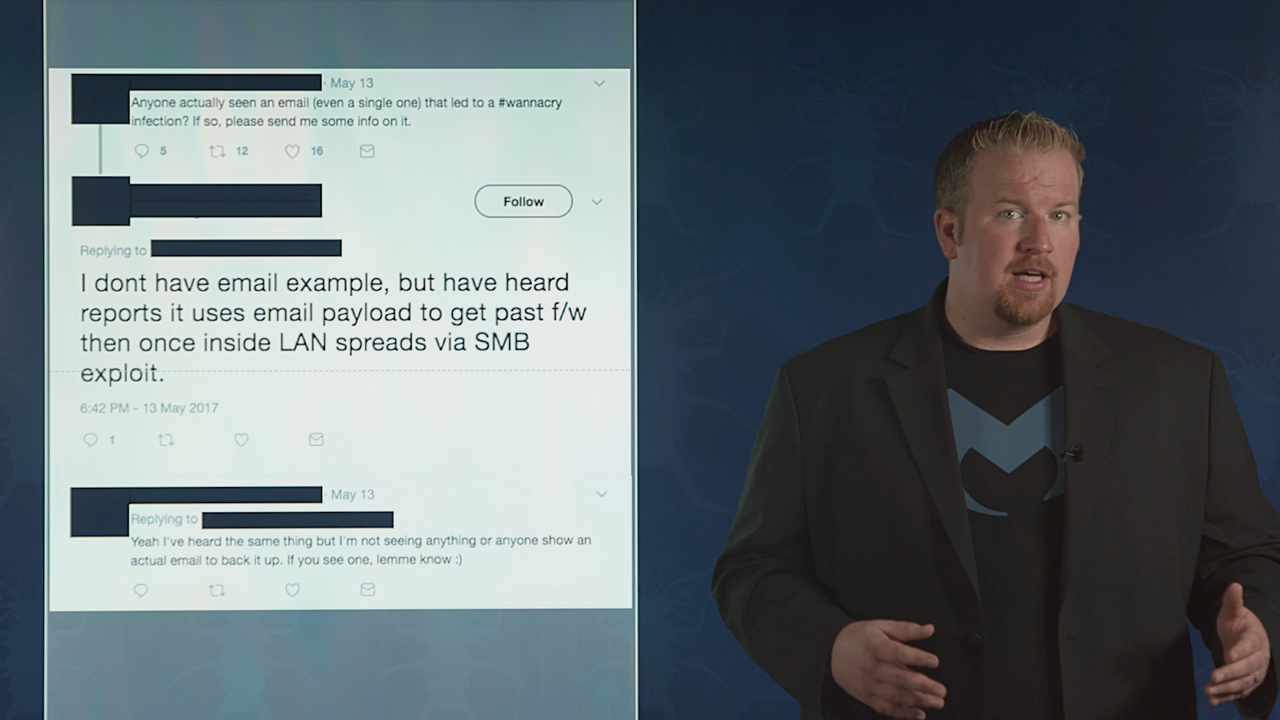 · May 13
Anyone actually seen an email (even a single one) that led to a #wannacry
infection? If so, please send me some info on it.
5 12 16
Follow
Replying to
I dont have email example, but have heard
reports it uses email payload to get past f/w
then once inside LAN spreads via SMB
exploit.
6:42 PM - 13 May 2017
1
· May 13
Replying to
Yeah I've heard the same thing but I'm not seeing anything or anyone show an
actual email to back it up. If you see one, lemme know :)